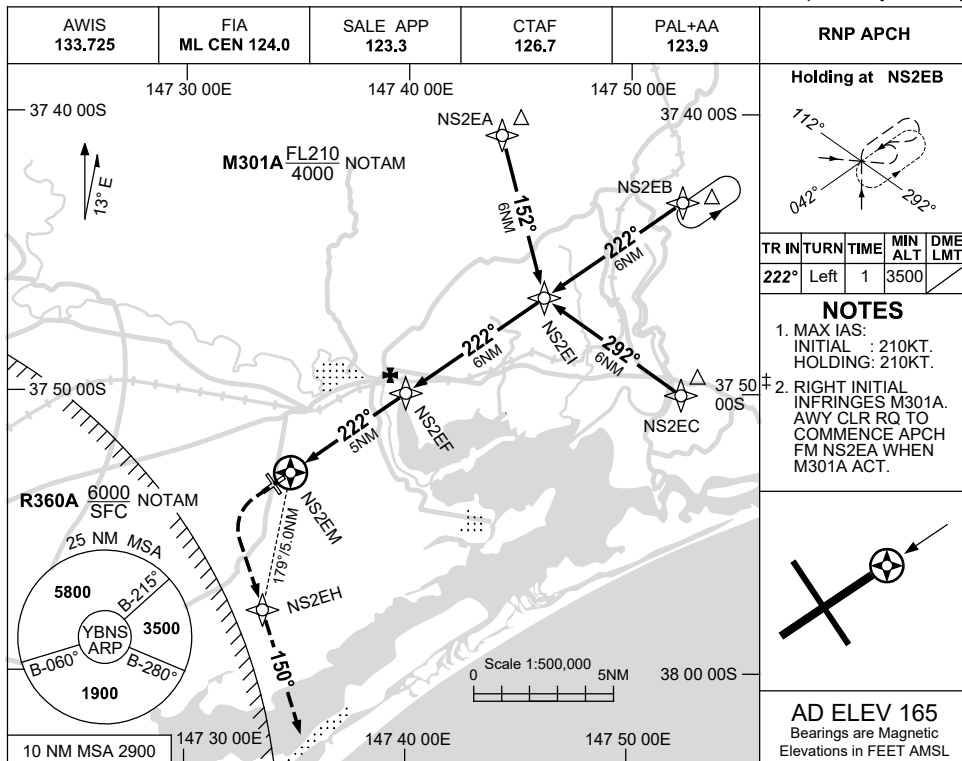 AWIS
133.725
FIA
ML CEN 124.0
SALE APP
123.3
CTAF
126.7
PAL+AA
123.9
RNP APCH
147 30 00E
147 40 00E
147 50 00E
37 40 00S
37 40 00S
NS2EA
M301A FL210 NOTAM
4000
13° E
NS2EB
152°
6NM
222°
6NM
NS2EI
222°
6NM
292°
6NM
37 50 00S
37 50
00S
NS2EC
NS2EF
222°
5NM
R360A 6000 NOTAM
SFC
NS2EM
179°/5.0NM
25 NM MSA
5800
B-215°
3500
YBNS
ARP
B-060°
B-280°
1900
NS2EH
150°
Scale 1:500,000
0 5NM
38 00 00S
10 NM MSA 2900
147 30 00E
147 40 00E
147 50 00E
Holding at NS2EB
112°
042°
292°
TR IN TURN TIME MIN ALT DME LMT
222° Left 1 3500
NOTES
1. MAX IAS:
INITIAL : 210KT.
HOLDING: 210KT.
‡ 2. RIGHT INITIAL
INFRINGES M301A.
AWY CLR RQ TO
COMMENCE APCH
FM NS2EA WHEN
M301A ACT.
AD ELEV 165
Bearings are Magnetic
Elevations in FEET AMSL